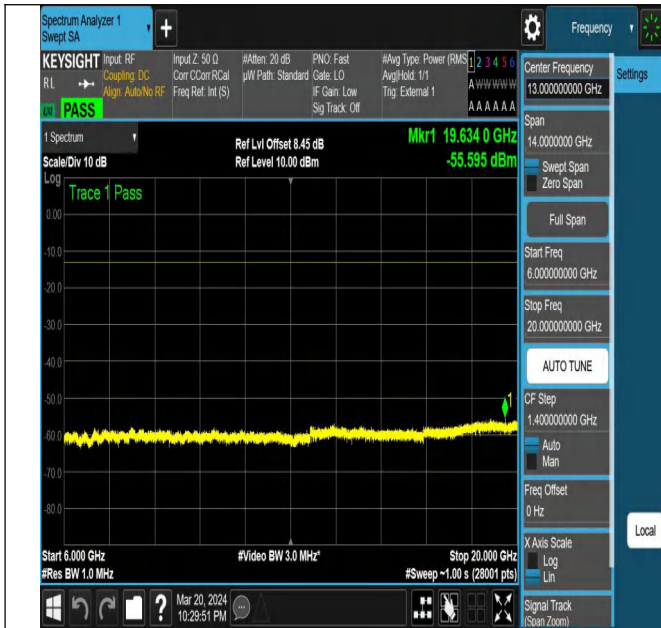 Spectrum Analyzer 1
Swept SA
Frequency
KEYSIGHT
RL
PASS
Input: RF
Coupling: DC
Align: Auto/No RF
Input Z: 50 Ω
Corr CCorr RCal
Freq Ref: Int (S)
#Atten: 20 dB
µW Path: Standard
PNO: Fast
Gate: LO
IF Gain: Low
Sig Track: Off
#Avg Type: Power (RMS
Avg|Hold: 1/1
Trig: External 1
1 2 3 4 5 6
A W W W W W
A A A A A A
1 Spectrum
Scale/Div 10 dB
Log
Ref Lvl Offset 8.45 dB
Ref Level 10.00 dBm
Mkr1 19.634 0 GHz
-55.595 dBm
Trace 1 Pass
0.00
-10.0
-20.0
-30.0
-40.0
-50.0
-60.0
-70.0
-80.0
1
Start 6.000 GHz
#Res BW 1.0 MHz
#Video BW 3.0 MHz*
Stop 20.000 GHz
#Sweep ~1.00 s (28001 pts)
Mar 20, 2024
10:29:51 PM
Center Frequency
13.000000000 GHz
Span
14.0000000 GHz
Swept Span
Zero Span
Full Span
Start Freq
6.000000000 GHz
Stop Freq
20.000000000 GHz
AUTO TUNE
CF Step
1.400000000 GHz
Auto
Man
Freq Offset
0 Hz
X Axis Scale
Log
Lin
Signal Track
(Span Zoom)
Settings
Local